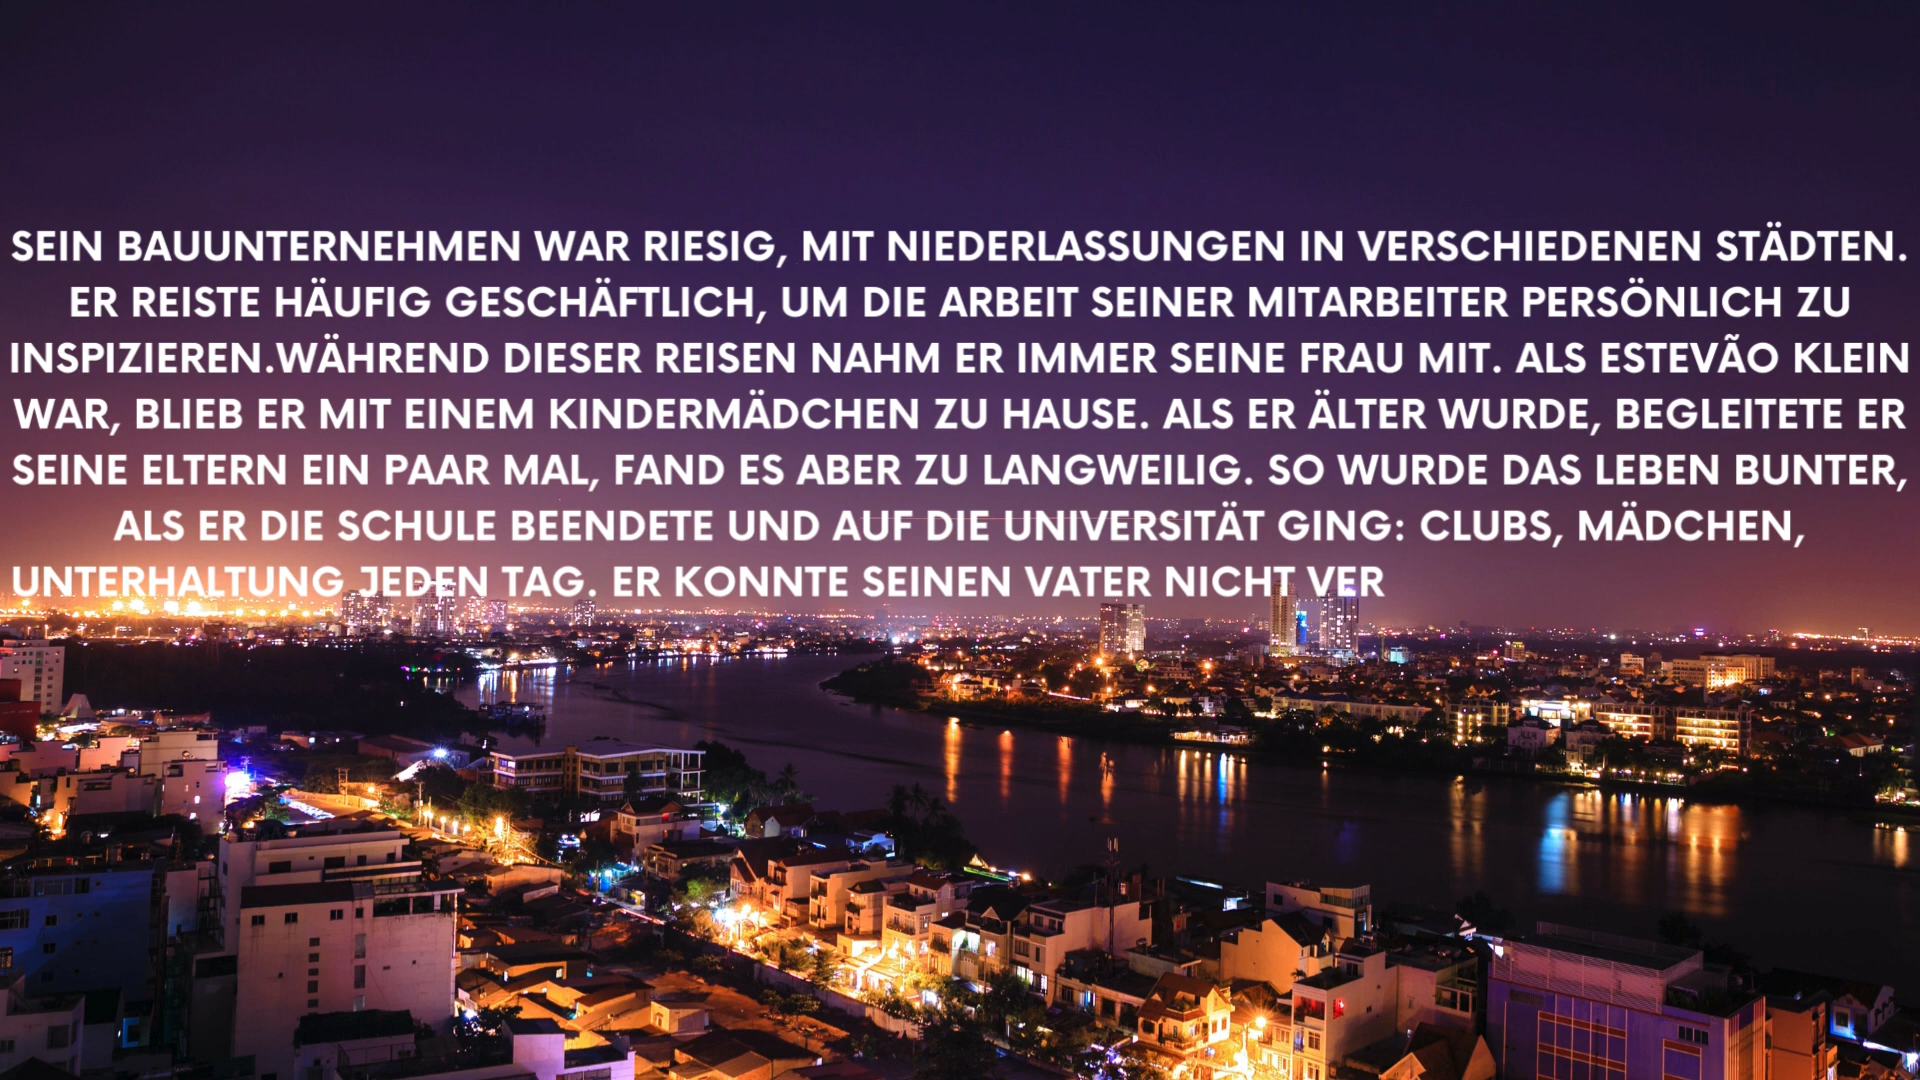 SEIN BAUUNTERNEHMEN WAR RIESIG, MIT NIEDERLASSUNGEN IN VERSCHIEDENEN STÄDTEN.
ER REISTE HÄUFIG GESCHÄFTLICH, UM DIE ARBEIT SEINER MITARBEITER PERSÖNLICH ZU
INSPIZIEREN.WÄHREND DIESER REISEN NAHM ER IMMER SEINE FRAU MIT. ALS ESTEVÃO KLEIN
WAR, BLIEB ER MIT EINEM KINDERMÄDCHEN ZU HAUSE. ALS ER ÄLTER WURDE, BEGLEITETE ER
SEINE ELTERN EIN PAAR MAL, FAND ES ABER ZU LANGWEILIG. SO WURDE DAS LEBEN BUNTER,
ALS ER DIE SCHULE BEENDETE UND AUF DIE UNIVERSITÄT GING: CLUBS, MÄDCHEN,
UNTERHALTUNG JEDEN TAG. ER KONNTE SEINEN VATER NICHT VER